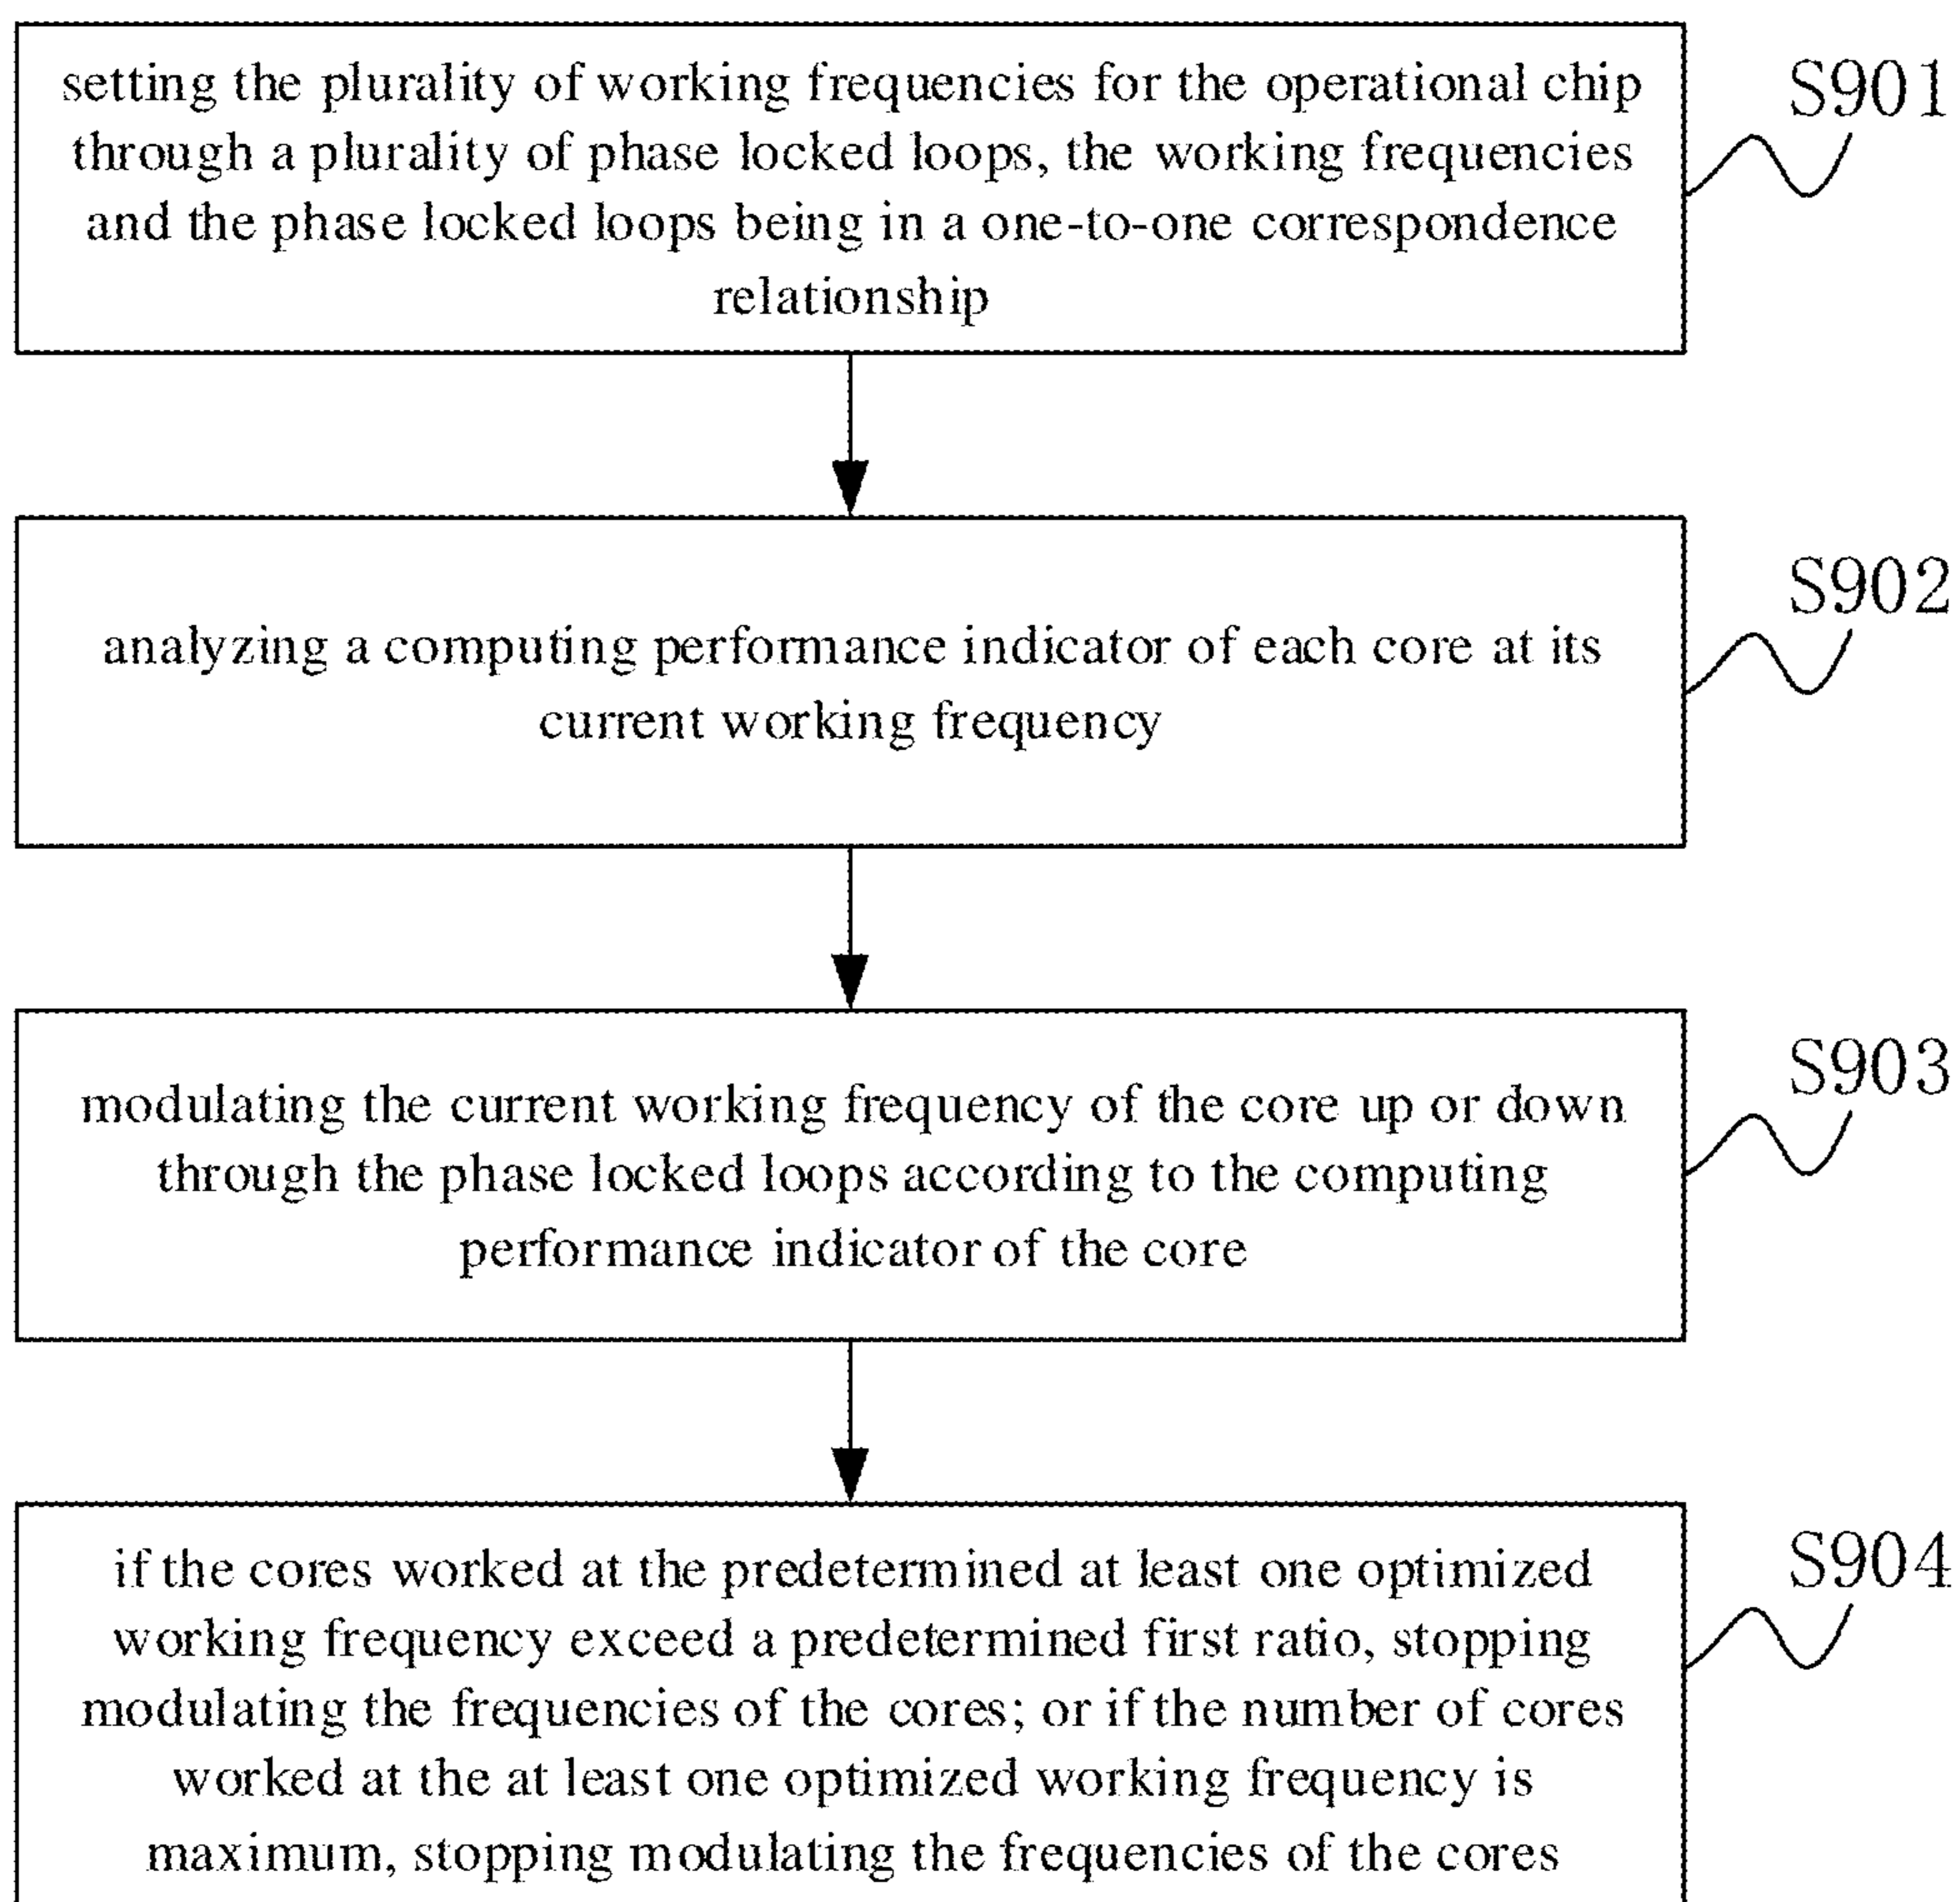 setting the plurality of working frequencies for the operational chip
through a plurality of phase locked loops, the working frequencies
and the phase locked loops being in a one-to-one correspondence
relationship
S901
analyzing a computing performance indicator of each core at its
current working frequency
S902
modulating the current working frequency of the core up or down
through the phase locked loops according to the computing
performance indicator of the core
S903
if the cores worked at the predetermined at least one optimized
working frequency exceed a predetermined first ratio, stopping
modulating the frequencies of the cores; or if the number of cores
worked at the at least one optimized working frequency is
maximum, stopping modulating the frequencies of the cores
S904